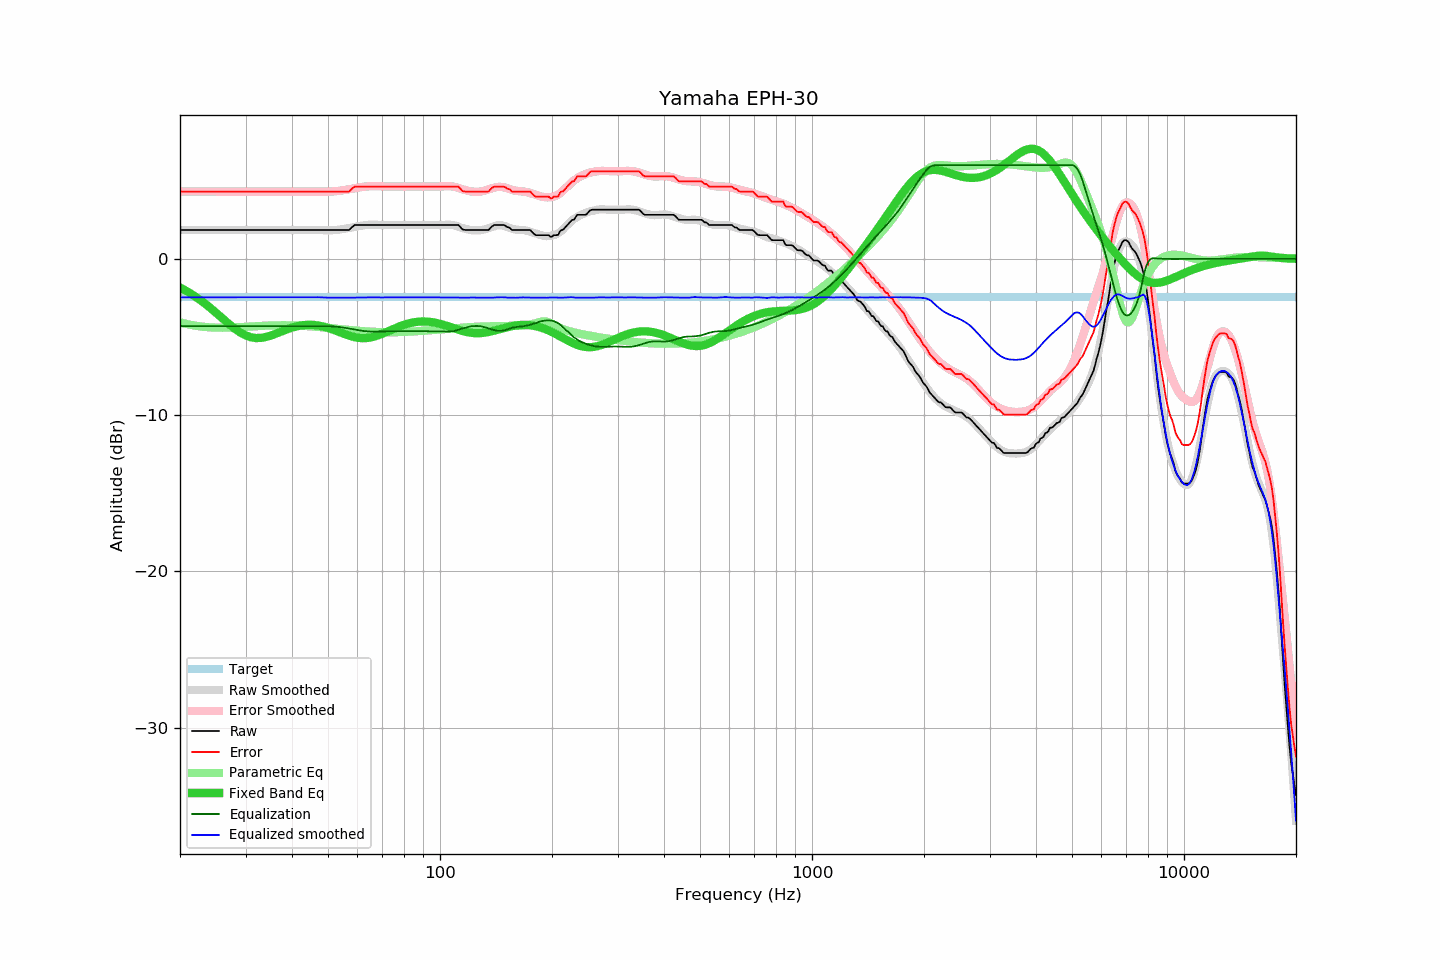 Yamaha EPH-30
Amplitude (dBr)
0
−10
−20
−30
Target
Raw Smoothed
Error Smoothed
Raw
Error
Parametric Eq
Fixed Band Eq
Equalization
Equalized smoothed
100
1000
10000
Frequency (Hz)